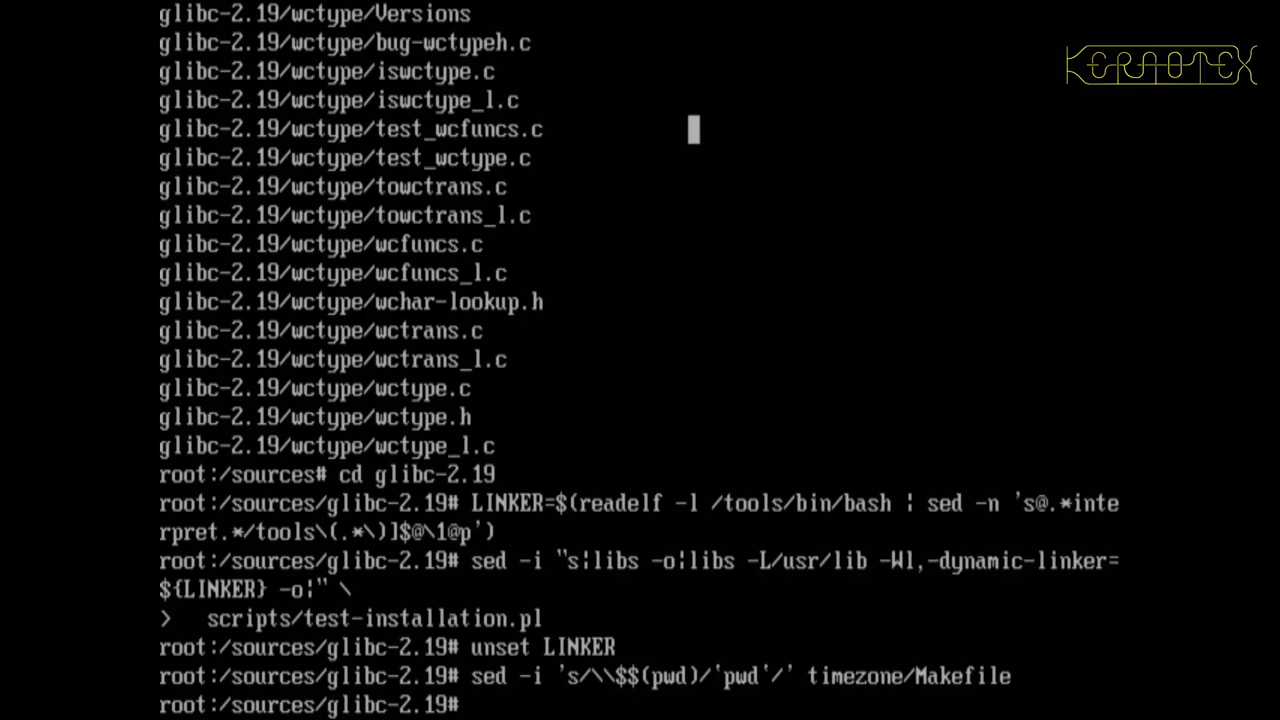 glibc-2.19/wctype/Versions
KERNOTEX
glibc-2.19/wctype/bug-wctypeh.c
glibc-2.19/wctype/iswctype.c
glibc-2.19/wctype/iswctype_l.c
glibc-2.19/wctype/test_wcfuncs.c
glibc-2.19/wctype/test_wctype.c
glibc-2.19/wctype/towctrans.c
glibc-2.19/wctype/towctrans_l.c
glibc-2.19/wctype/wcfuncs.c
glibc-2.19/wctype/wcfuncs_l.c
glibc-2.19/wctype/wchar-lookup.h
glibc-2.19/wctype/wctrans.c
glibc-2.19/wctype/wctrans_l.c
glibc-2.19/wctype/wctype.c
glibc-2.19/wctype/wctype.h
glibc-2.19/wctype/wctype_l.c
root:/sources# cd glibc-2.19
root:/sources/glibc-2.19# LINKER=$(readelf -l /tools/bin/bash | sed -n 's@.*inte
rpret.*/tools\(.*\)]$@\1@p')
root:/sources/glibc-2.19# sed -i "s|libs -o|libs -L/usr/lib -Wl,-dynamic-linker=
${LINKER} -o|" \
>   scripts/test-installation.pl
root:/sources/glibc-2.19# unset LINKER
root:/sources/glibc-2.19# sed -i 's/\\$$(pwd)/`pwd`/' timezone/Makefile
root:/sources/glibc-2.19#